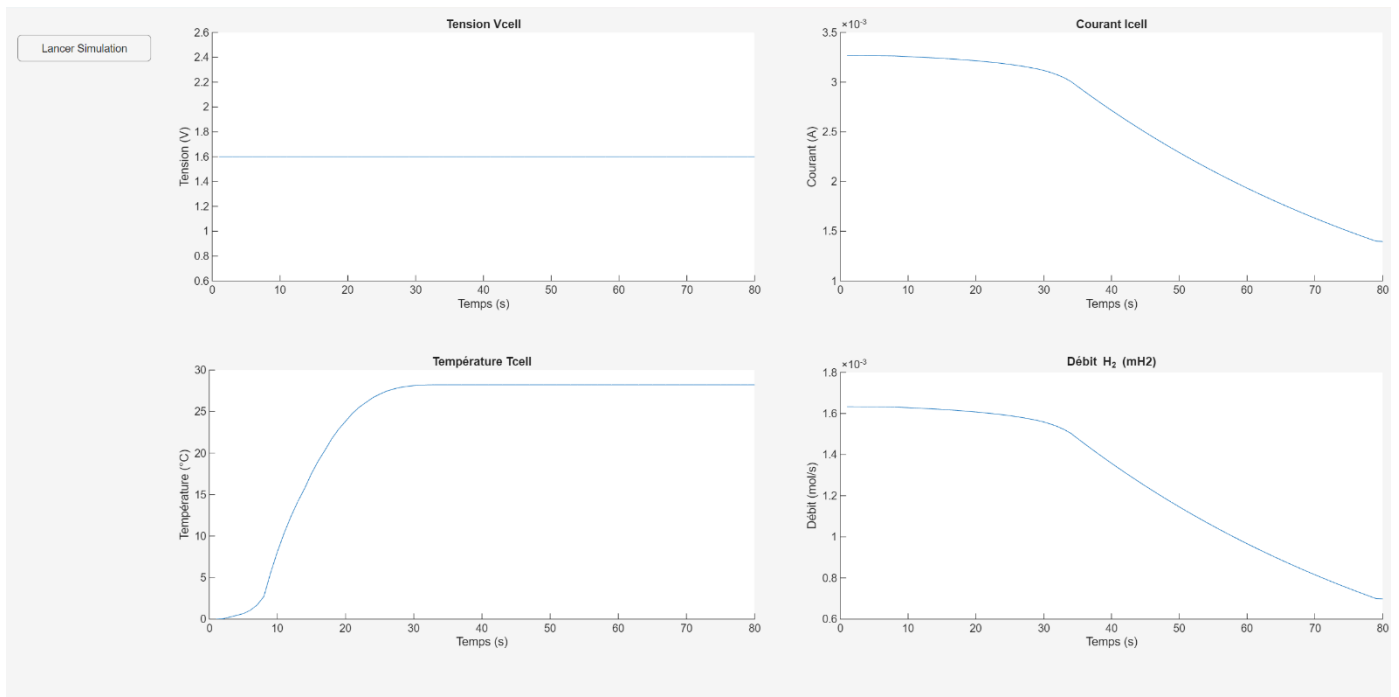 Lancer Simulation
Tension Vcell
2.6
2.4
2.2
2
1.8
1.6
1.4
1.2
1
0.8
0.6
Tension (V)
0 10 20 30 40 50 60 70 80
Temps (s)
Courant Icell
×10⁻³
3.5
3
2.5
2
1.5
1
Courant (A)
0 10 20 30 40 50 60 70 80
Temps (s)
Température Tcell
30
25
20
15
10
5
0
Température (°C)
0 10 20 30 40 50 60 70 80
Temps (s)
Débit H₂ (mH2)
×10⁻³
1.8
1.6
1.4
1.2
1
0.8
0.6
Débit (mol/s)
0 10 20 30 40 50 60 70 80
Temps (s)